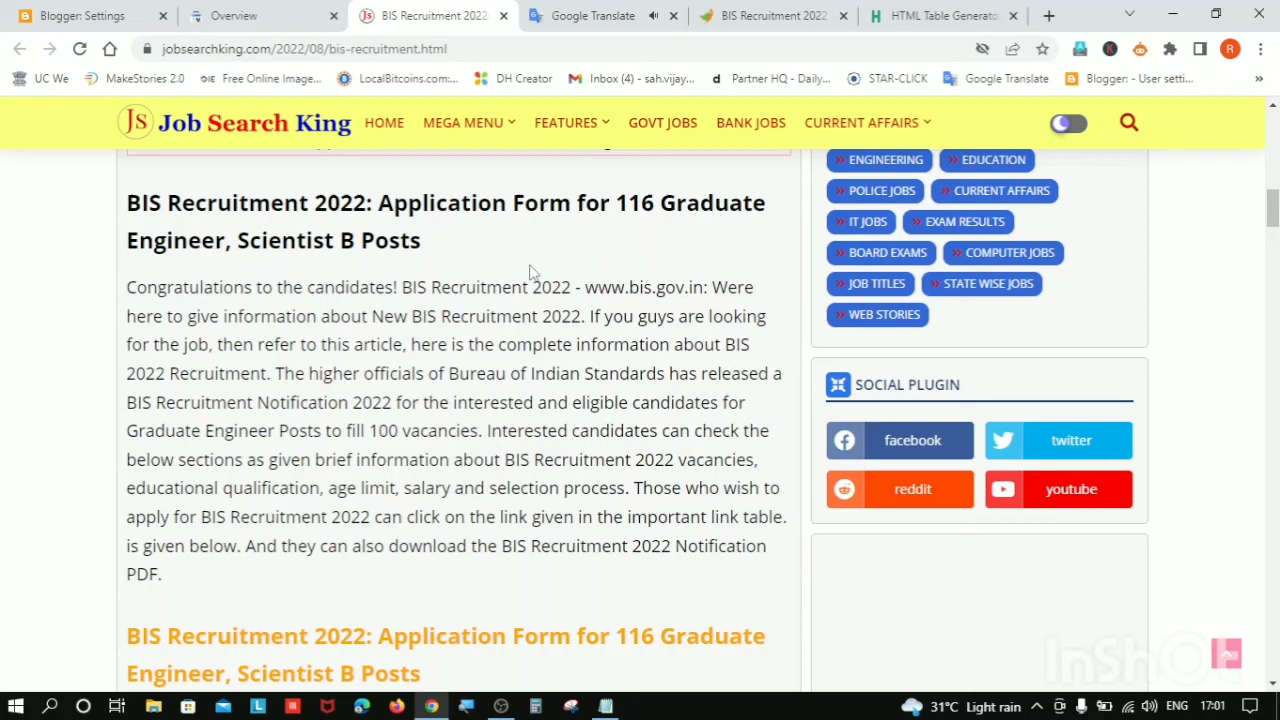 Blogger: Settings
Overview
BIS Recruitment 2022
Google Translate
BIS Recruitment 2022
HTML Table Generato
jobsearchking.com/2022/08/bis-recruitment.html
R
UC We
MakeStories 2.0
Free Online Image...
LocalBitcoins.com:...
DH Creator
Inbox (4) - sah.vijay...
Partner HQ - Daily...
STAR-CLICK
Google Translate
Blogger: - User setti...
»
Js Job Search King
HOME
MEGA MENU
FEATURES
GOVT JOBS
BANK JOBS
CURRENT AFFAIRS
BIS Recruitment 2022: Application Form for 116 Graduate
Engineer, Scientist B Posts
Congratulations to the candidates! BIS Recruitment 2022 - www.bis.gov.in: Were
here to give information about New BIS Recruitment 2022. If you guys are looking
for the job, then refer to this article, here is the complete information about BIS
2022 Recruitment. The higher officials of Bureau of Indian Standards has released a
BIS Recruitment Notification 2022 for the interested and eligible candidates for
Graduate Engineer Posts to fill 100 vacancies. Interested candidates can check the
below sections as given brief information about BIS Recruitment 2022 vacancies,
educational qualification, age limit, salary and selection process. Those who wish to
apply for BIS Recruitment 2022 can click on the link given in the important link table.
is given below. And they can also download the BIS Recruitment 2022 Notification
PDF.
BIS Recruitment 2022: Application Form for 116 Graduate
Engineer, Scientist B Posts
» ENGINEERING
» EDUCATION
» POLICE JOBS
» CURRENT AFFAIRS
» IT JOBS
» EXAM RESULTS
» BOARD EXAMS
» COMPUTER JOBS
» JOB TITLES
» STATE WISE JOBS
» WEB STORIES
SOCIAL PLUGIN
facebook
twitter
reddit
youtube
InShOt
31°C Light rain
ENG
17:01